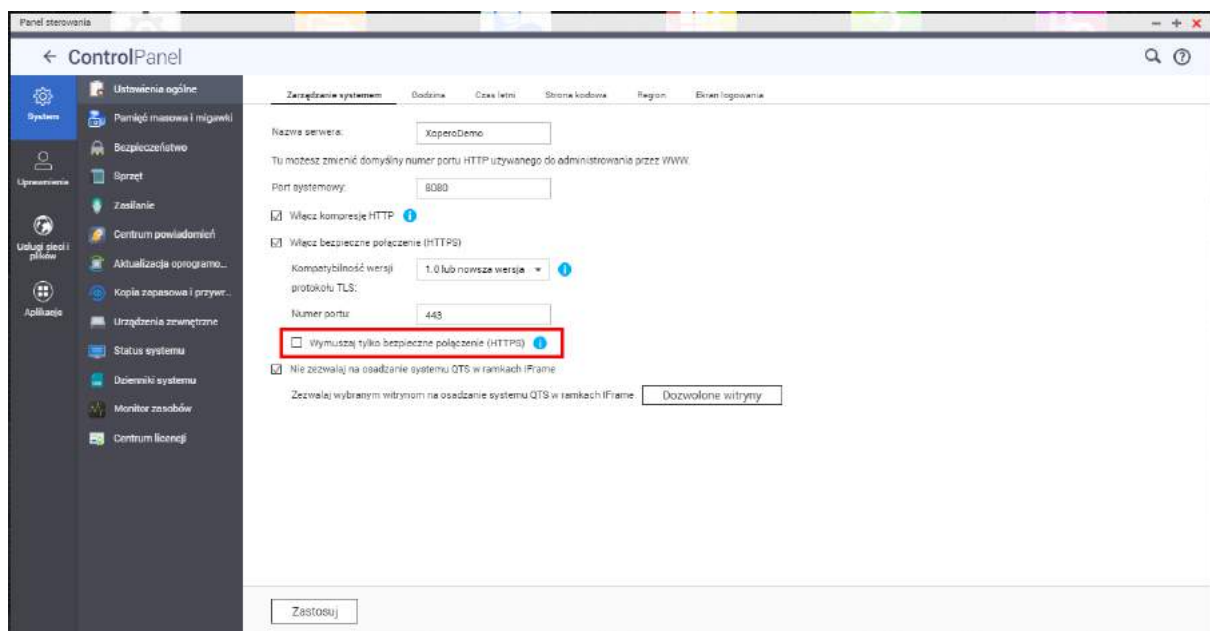 Panel sterowania
ControlPanel
System
Uprawnienia
Usługi sieci i
plików
Aplikacje
Ustawienia ogólne
Pamięć masowa i migawki
Bezpieczeństwo
Sprzęt
Zasilanie
Centrum powiadomień
Aktualizacja oprogramo...
Kopia zapasowa i przywr...
Urządzenia zewnętrzne
Status systemu
Dzienniki systemu
Monitor zasobów
Centrum licencji
Zarządzanie systemem Godzina Czas letni Strona kodowa Region Ekran logowania
Nazwa serwera: XoperoDemo
Tu możesz zmienić domyślny numer portu HTTP używanego do administrowania przez WWW.
Port systemowy: 8080
Włącz kompresję HTTP
Włącz bezpieczne połączenie (HTTPS)
Kompatybilność wersji
protokołu TLS:
1.0 lub nowsza wersja
Numer portu: 443
Wymuszaj tylko bezpieczne połączenie (HTTPS)
Nie zezwalaj na osadzanie systemu QTS w ramkach IFrame
Zezwalaj wybranym witrynom na osadzanie systemu QTS w ramkach IFrame. Dozwolone witryny
Zastosuj